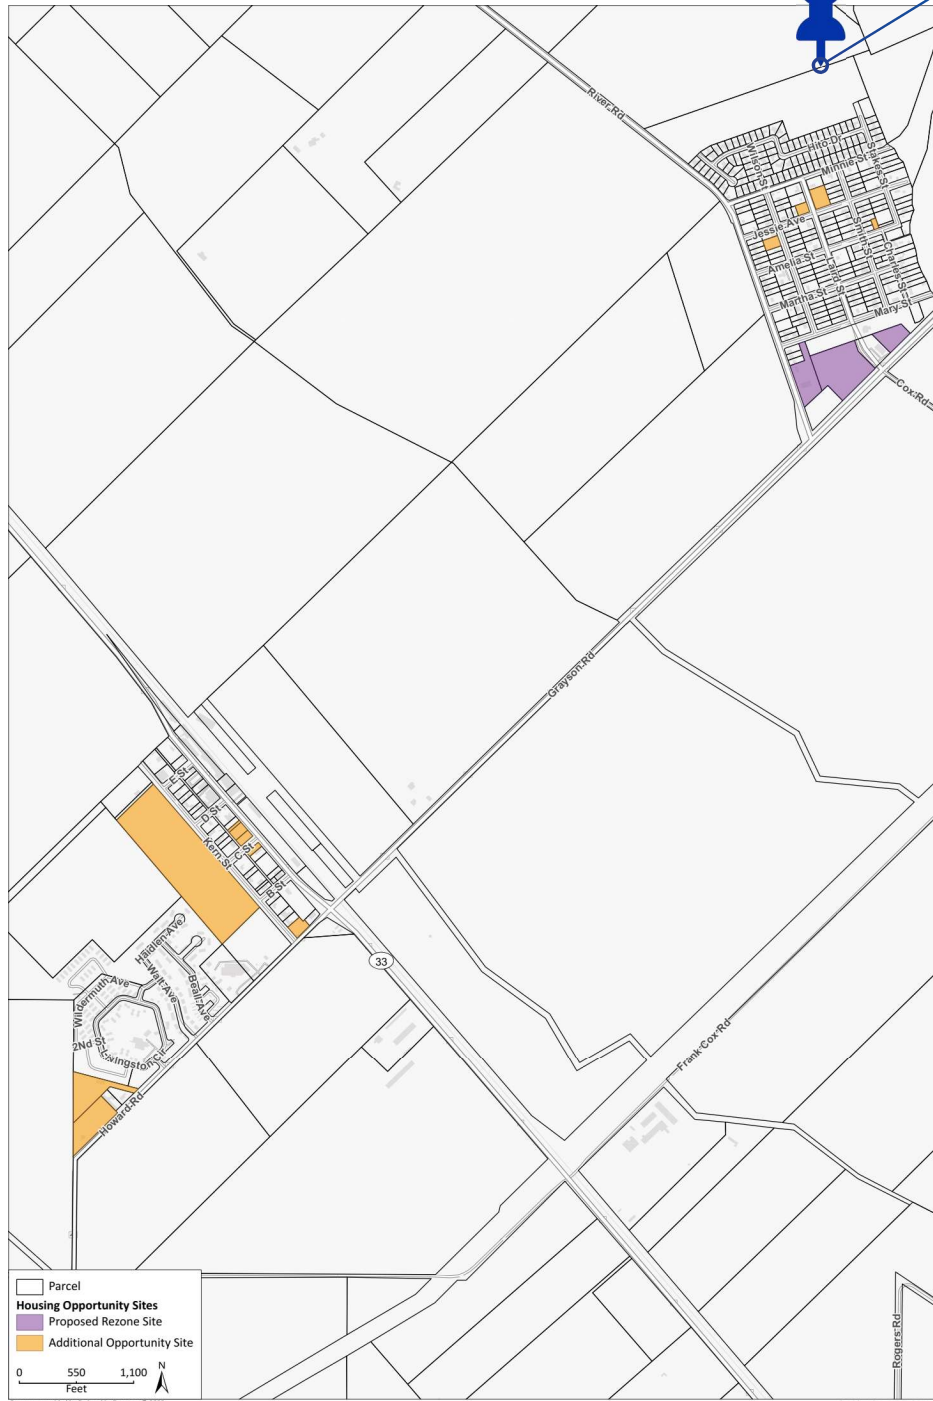 River Rd
Wilson St
Hito Dr
Minnie St
Stakes St
Jessie Ave
Smith St
Amelia St
Laird St
Charles St
Martha St
Mary St
Cox Rd
Grayson Rd
E St
D St
C St
Kern St
B St
33
Haidlen Ave
Walt Ave
Beall Ave
Wildermuth Ave
2Nd St
Livingston Cir
Howard Rd
Frank Cox Rd
Rogers Rd
Parcel
Housing Opportunity Sites
Proposed Rezone Site
Additional Opportunity Site
0 550 1,100
Feet
N